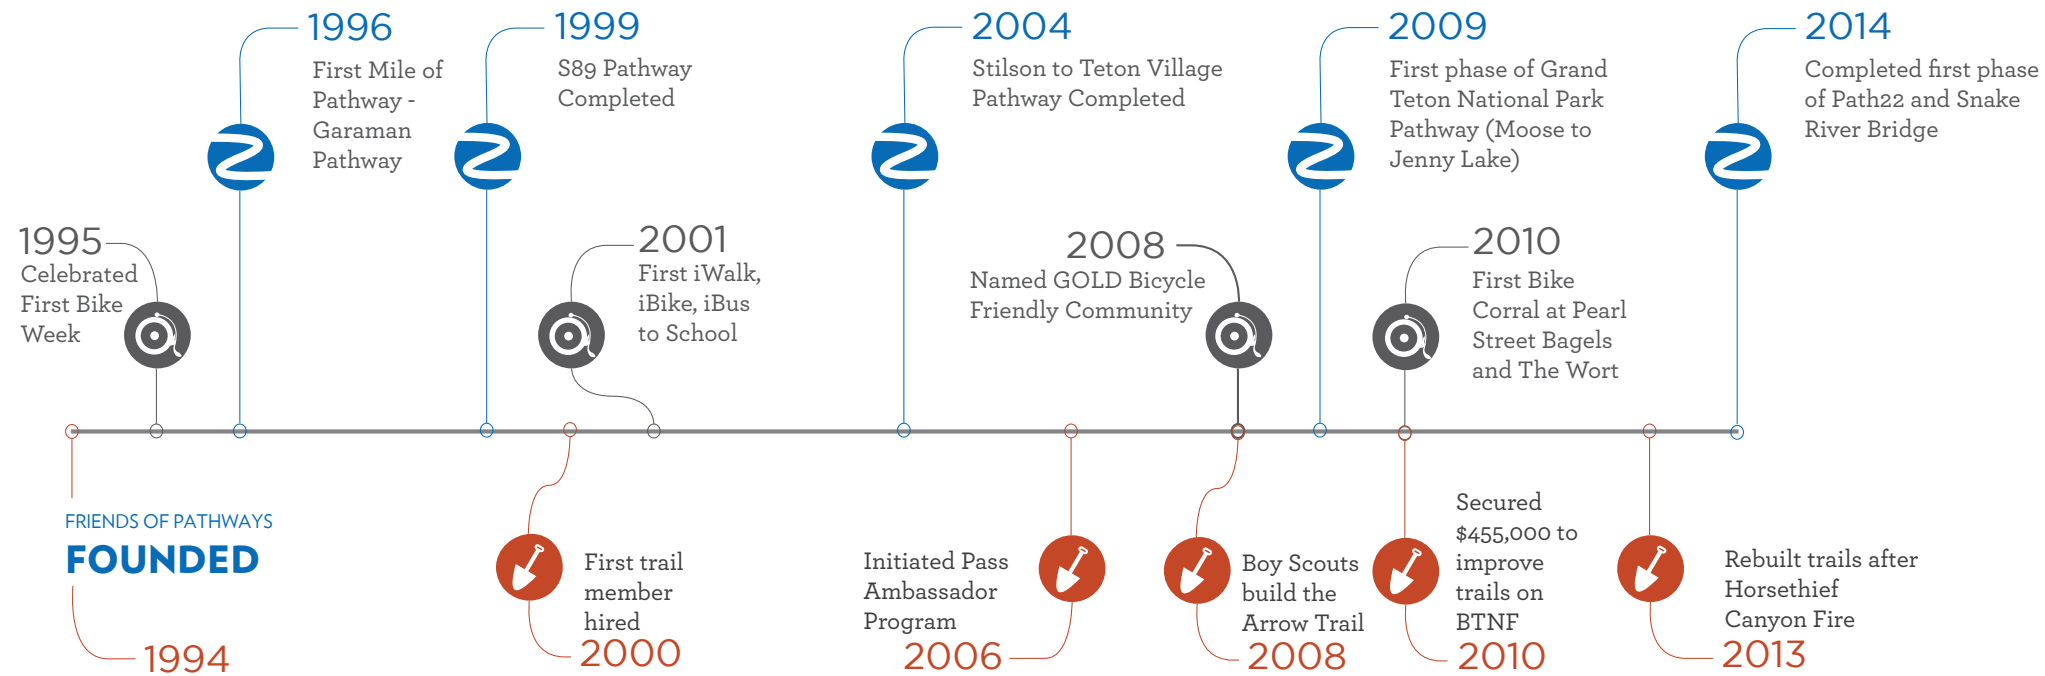 1996
First Mile of
Pathway -
Garaman
Pathway
1999
S89 Pathway
Completed
2004
Stilson to Teton Village
Pathway Completed
2009
First phase of Grand
Teton National Park
Pathway (Moose to
Jenny Lake)
2014
Completed first phase
of Path22 and Snake
River Bridge
1995
Celebrated
First Bike
Week
2001
First iWalk,
iBike, iBus
to School
2008
Named GOLD Bicycle
Friendly Community
2010
First Bike
Corral at Pearl
Street Bagels
and The Wort
FRIENDS OF PATHWAYS
FOUNDED
1994
First trail
member
hired
2000
Initiated Pass
Ambassador
Program
2006
Boy Scouts
build the
Arrow Trail
2008
Secured
$455,000 to
improve
trails on
BTNF
2010
Rebuilt trails after
Horsethief
Canyon Fire
2013